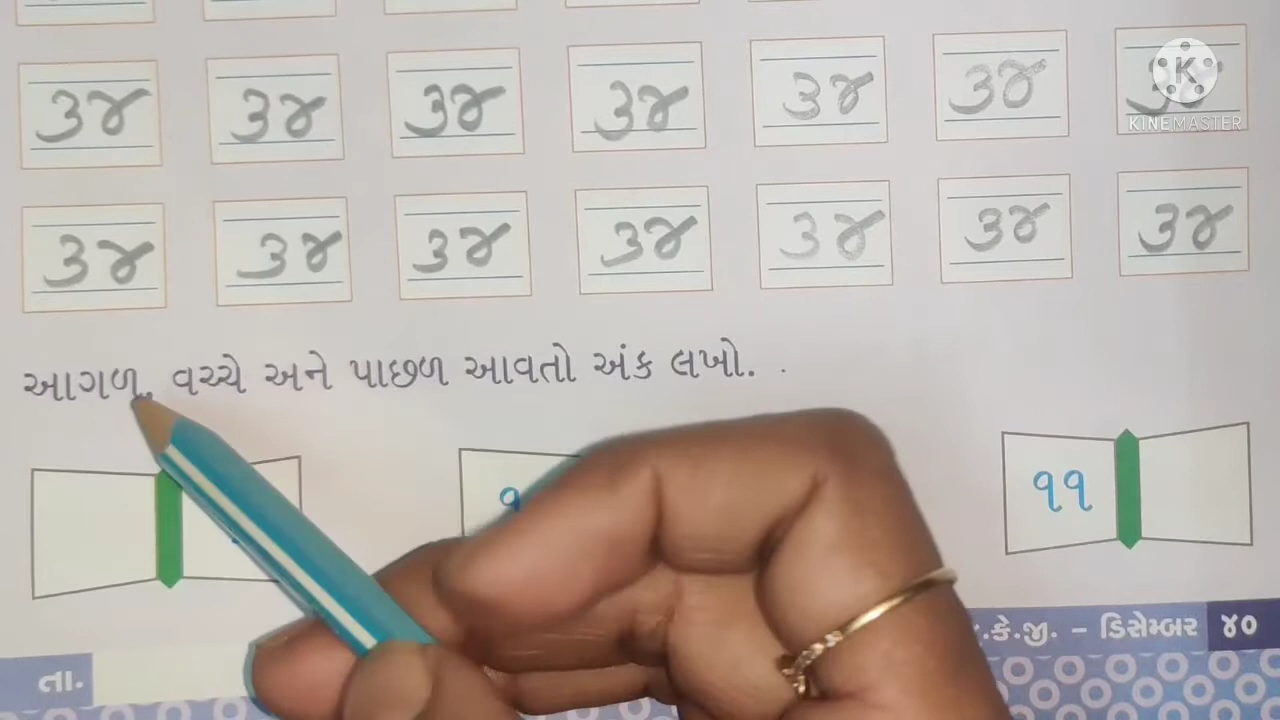 ૩૪ ૩૪ ૩૪ ૩૪ ૩૪ ૩૪ ૩૪
KINEMASTER
૩૪ ૩૪ ૩૪ ૩૪ ૩૪ ૩૪ ૩૪
આગળ, વચ્ચે અને પાછળ આવતો અંક લખો.
૧૧
કે.જી. - ડિસેમ્બર ૪૦
તા.